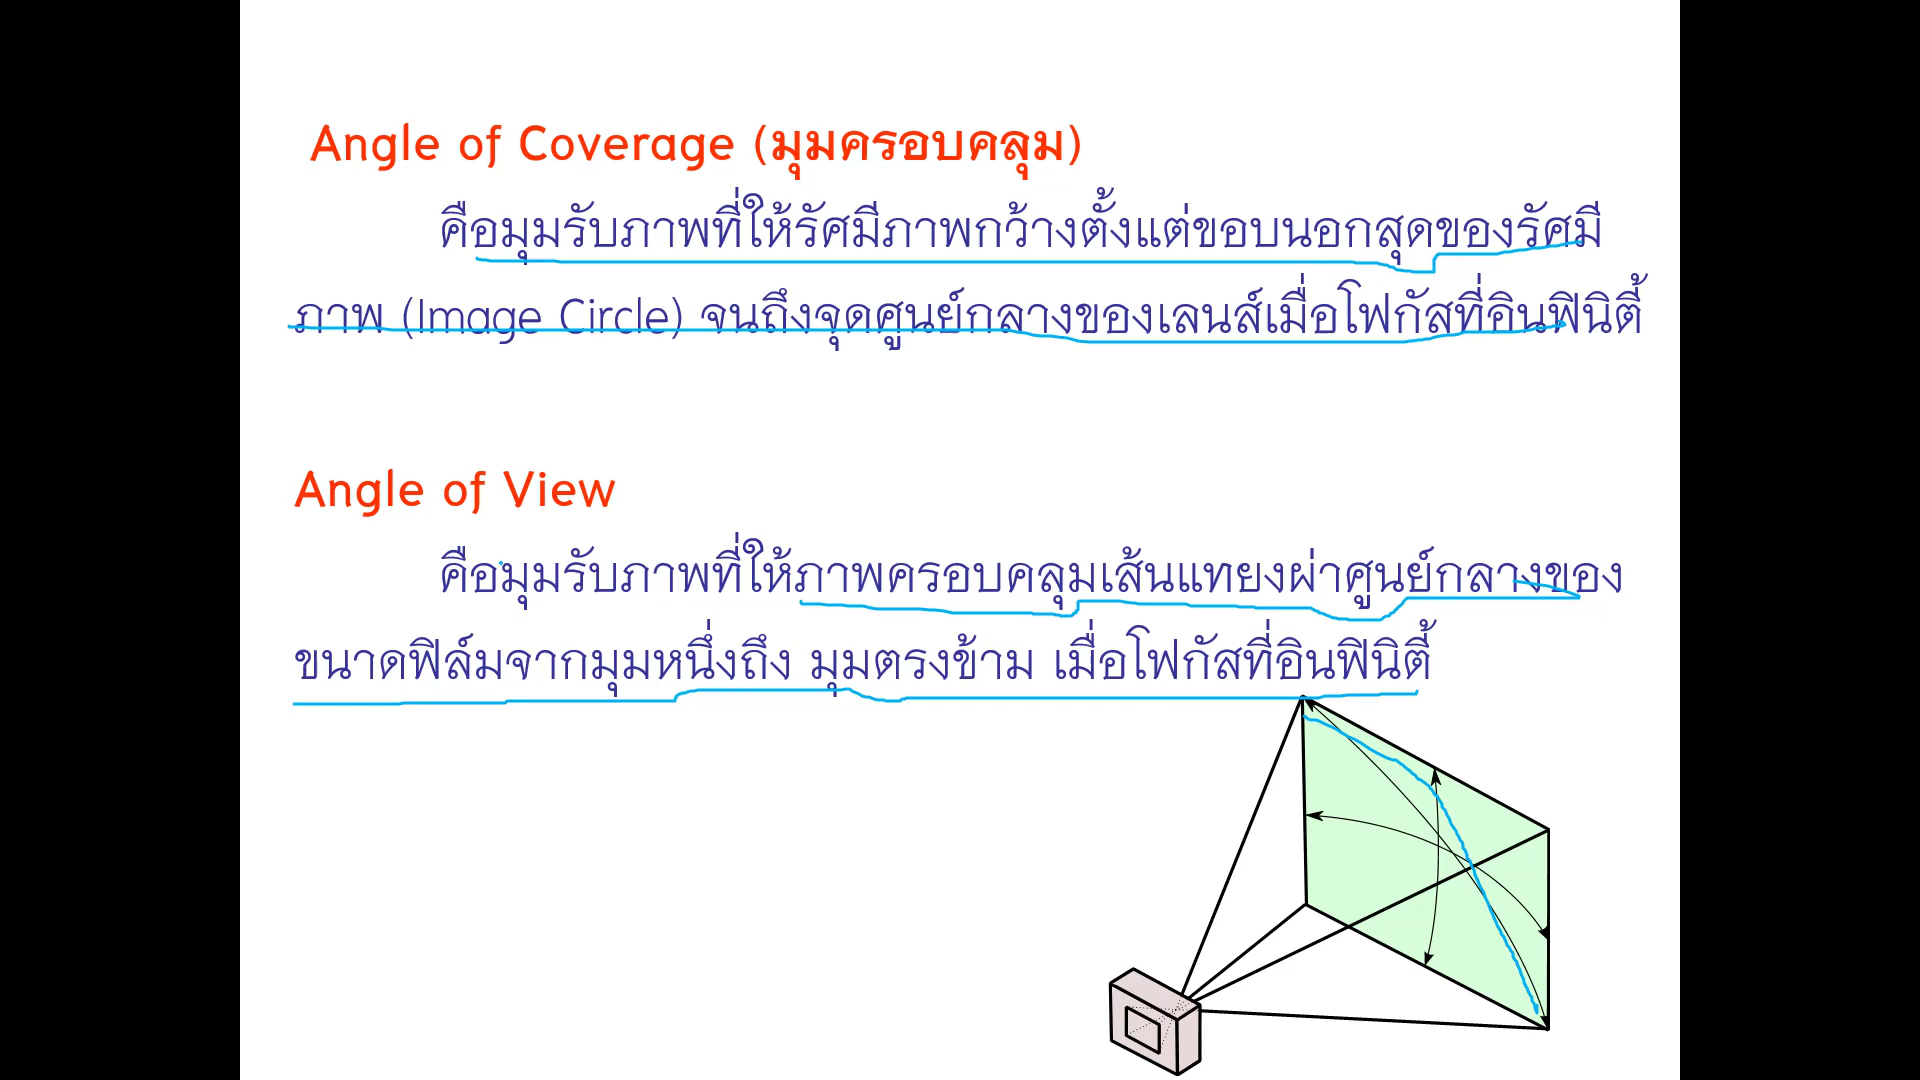 Angle of Coverage (มุมครอบคลุม)
คือมุมรับภาพที่ให้รัศมีภาพกว้างตั้งแต่ขอบนอกสุดของรัศมี
ภาพ (Image Circle) จนถึงจุดศูนย์กลางของเลนส์เมื่อโฟกัสที่อินฟินิตี้
Angle of View
คือมุมรับภาพที่ให้ภาพครอบคลุมเส้นแทยงผ่าศูนย์กลางของ
ขนาดฟิล์มจากมุมหนึ่งถึง มุมตรงข้าม เมื่อโฟกัสที่อินฟินิตี้